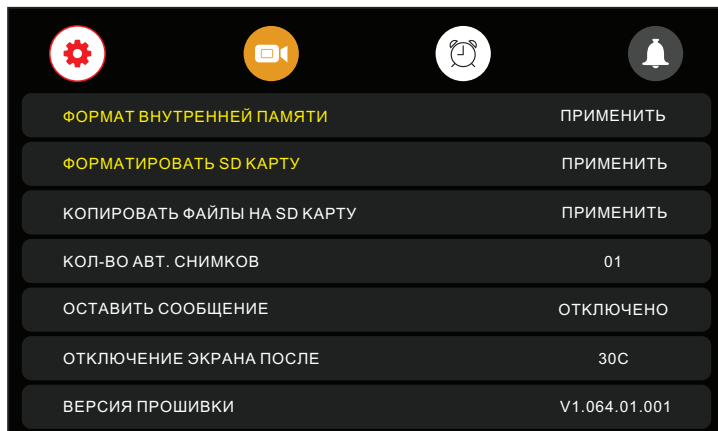 ФОРМАТ ВНУТРЕННЕЙ ПАМЯТИ ПРИМЕНИТЬ
ФОРМАТИРОВАТЬ SD КАРТУ ПРИМЕНИТЬ
КОПИРОВАТЬ ФАЙЛЫ НА SD КАРТУ ПРИМЕНИТЬ
КОЛ-ВО АВТ. СНИМКОВ 01
ОСТАВИТЬ СООБЩЕНИЕ ОТКЛЮЧЕНО
ОТКЛЮЧЕНИЕ ЭКРАНА ПОСЛЕ 30С
ВЕРСИЯ ПРОШИВКИ V1.064.01.001